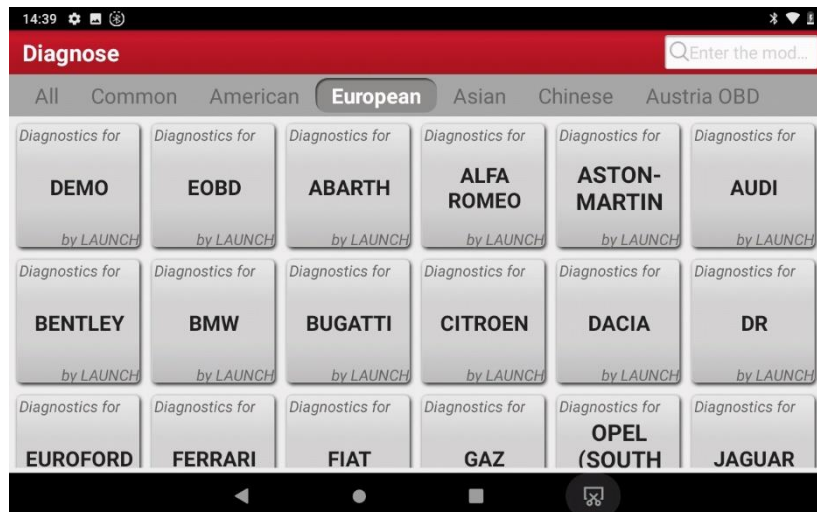 14:39
Diagnose
Enter the mod...
All Common American European Asian Chinese Austria OBD
Diagnostics for Diagnostics for Diagnostics for Diagnostics for Diagnostics for Diagnostics for
DEMO EOBD ABARTH ALFA ROMEO ASTON-MARTIN AUDI
by LAUNCH by LAUNCH by LAUNCH by LAUNCH by LAUNCH by LAUNCH
Diagnostics for Diagnostics for Diagnostics for Diagnostics for Diagnostics for Diagnostics for
BENTLEY BMW BUGATTI CITROEN DACIA DR
by LAUNCH by LAUNCH by LAUNCH by LAUNCH by LAUNCH by LAUNCH
Diagnostics for Diagnostics for Diagnostics for Diagnostics for Diagnostics for Diagnostics for
EUROFORD FERRARI FIAT GAZ OPEL (SOUTH JAGUAR